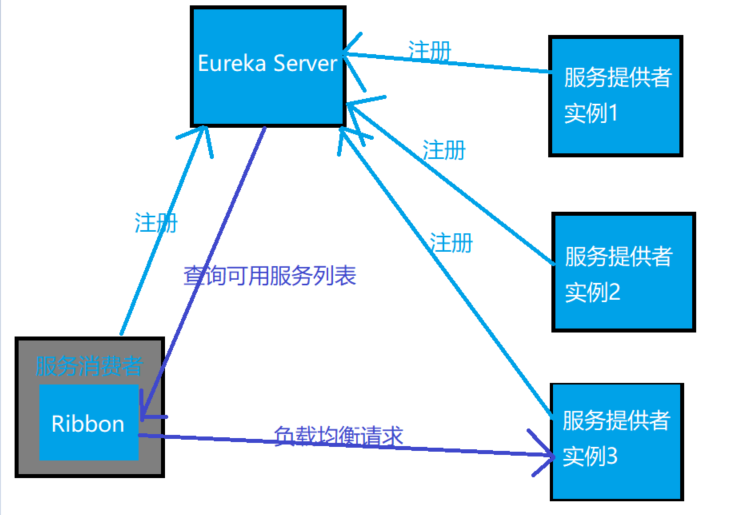 Eureka Server
注册
服务提供者
实例1
注册
注册
服务提供者
实例2
注册
查询可用服务列表
服务消费者
Ribbon
负载均衡请求
服务提供者
实例3